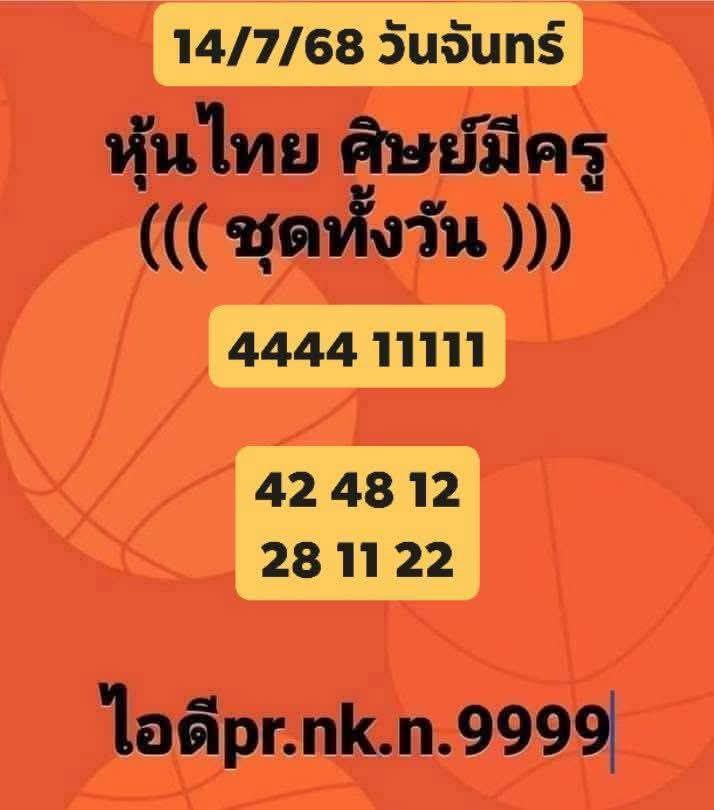 14/7/68 วันจันทร์
หุ้นไทย ศิษย์มีครู
((( ชุดทั้งวัน )))
4444 11111
42 48 12
28 11 22
ไอดีpr.nk.n.9999